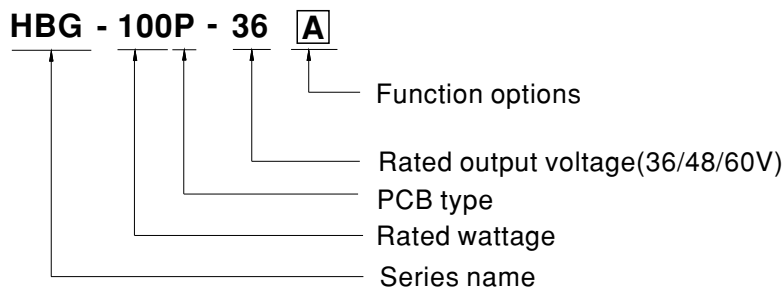 HBG - 100P - 36 A
Function options
Rated output voltage(36/48/60V)
PCB type
Rated wattage
Series name